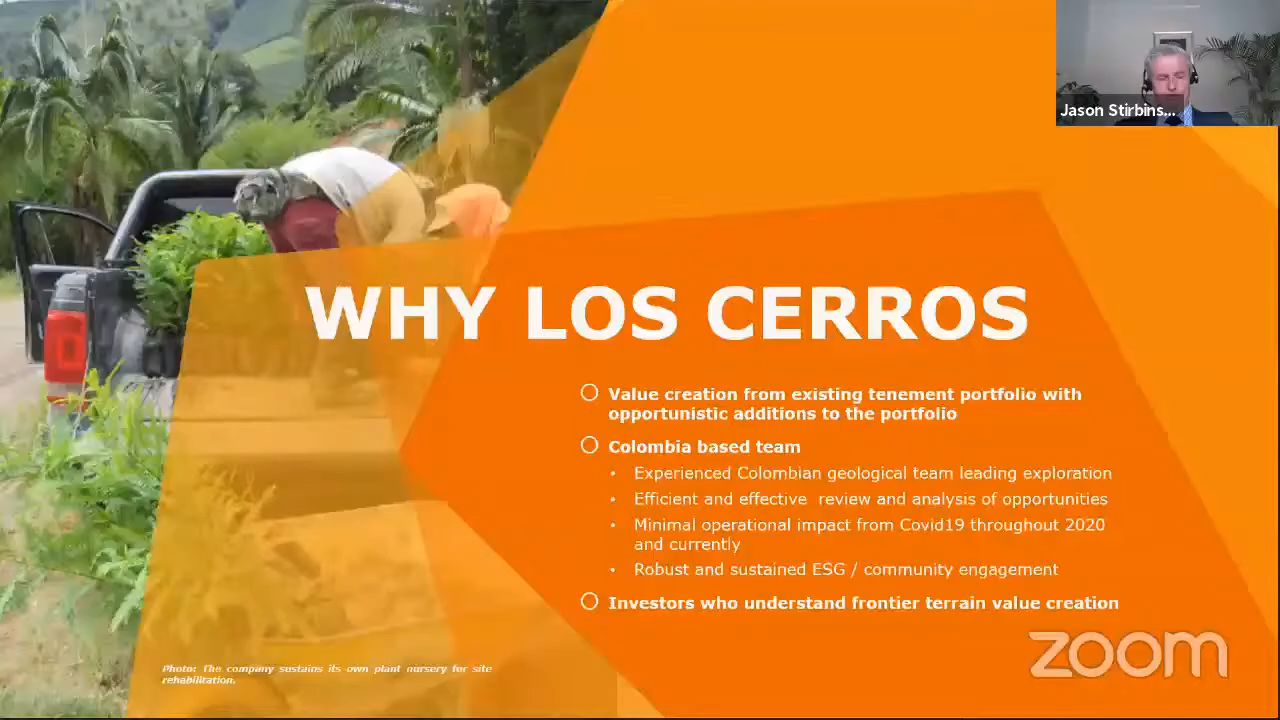 Jason Stirbins...
WHY LOS CERROS
Value creation from existing tenement portfolio with
opportunistic additions to the portfolio
Colombia based team
• Experienced Colombian geological team leading exploration
• Efficient and effective review and analysis of opportunities
• Minimal operational impact from Covid19 throughout 2020
and currently
• Robust and sustained ESG / community engagement
Investors who understand frontier terrain value creation
Photo: The company sustains its own plant nursery for site
rehabilitation.
zoom